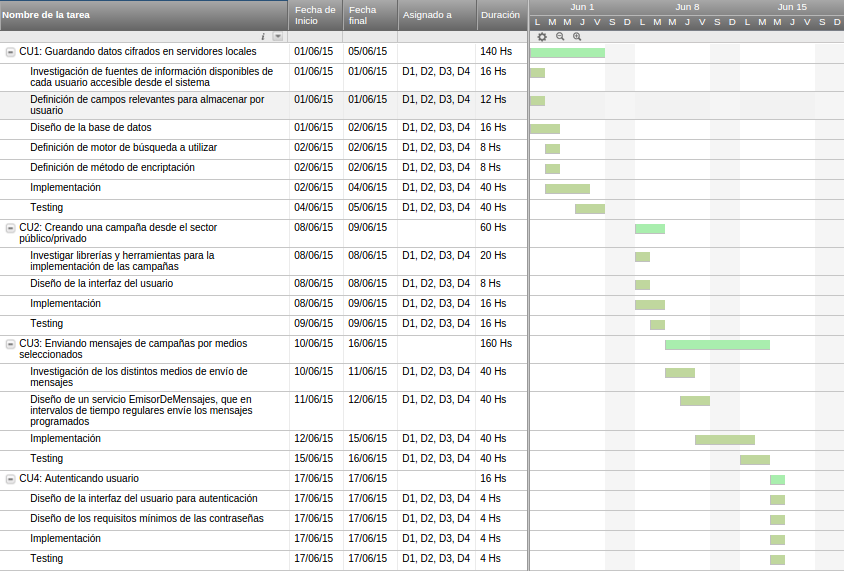 Nombre de la tarea Fecha de Inicio Fecha final Asignado a Duración Jun 1 Jun 8 Jun 15
L M M J V S D L M M J V S D L M M J V S D
i
CU1: Guardando datos cifrados en servidores locales 01/06/15 05/06/15 140 Hs
Investigación de fuentes de información disponibles de 01/06/15 01/06/15 D1, D2, D3, D4 16 Hs
cada usuario accesible desde el sistema
Definición de campos relevantes para almacenar por 01/06/15 01/06/15 D1, D2, D3, D4 12 Hs
usuario
Diseño de la base de datos 01/06/15 02/06/15 D1, D2, D3, D4 16 Hs
Definición de motor de búsqueda a utilizar 02/06/15 02/06/15 D1, D2, D3, D4 8 Hs
Definición de método de encriptación 02/06/15 02/06/15 D1, D2, D3, D4 8 Hs
Implementación 02/06/15 04/06/15 D1, D2, D3, D4 40 Hs
Testing 04/06/15 05/06/15 D1, D2, D3, D4 40 Hs
CU2: Creando una campaña desde el sector 08/06/15 09/06/15 60 Hs
público/privado
Investigar librerías y herramientas para la 08/06/15 08/06/15 D1, D2, D3, D4 20 Hs
implementación de las campañas
Diseño de la interfaz del usuario 08/06/15 08/06/15 D1, D2, D3, D4 8 Hs
Implementación 08/06/15 09/06/15 D1, D2, D3, D4 16 Hs
Testing 09/06/15 09/06/15 D1, D2, D3, D4 16 Hs
CU3: Enviando mensajes de campañas por medios 10/06/15 16/06/15 160 Hs
seleccionados
Investigación de los distintos medios de envío de 10/06/15 11/06/15 D1, D2, D3, D4 40 Hs
mensajes
Diseño de un servicio EmisorDeMensajes, que en 11/06/15 12/06/15 D1, D2, D3, D4 40 Hs
intervalos de tiempo regulares envíe los mensajes
programados
Implementación 12/06/15 15/06/15 D1, D2, D3, D4 40 Hs
Testing 15/06/15 16/06/15 D1, D2, D3, D4 40 Hs
CU4: Autenticando usuario 17/06/15 17/06/15 16 Hs
Diseño de la interfaz del usuario para autenticación 17/06/15 17/06/15 D1, D2, D3, D4 4 Hs
Diseño de los requisitos mínimos de las contraseñas 17/06/15 17/06/15 D1, D2, D3, D4 4 Hs
Implementación 17/06/15 17/06/15 D1, D2, D3, D4 4 Hs
Testing 17/06/15 17/06/15 D1, D2, D3, D4 4 Hs